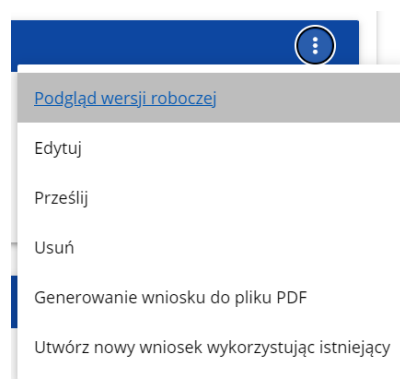 Podgląd wersji roboczej
Edytuj
Prześlij
Usuń
Generowanie wniosku do pliku PDF
Utwórz nowy wniosek wykorzystując istniejący